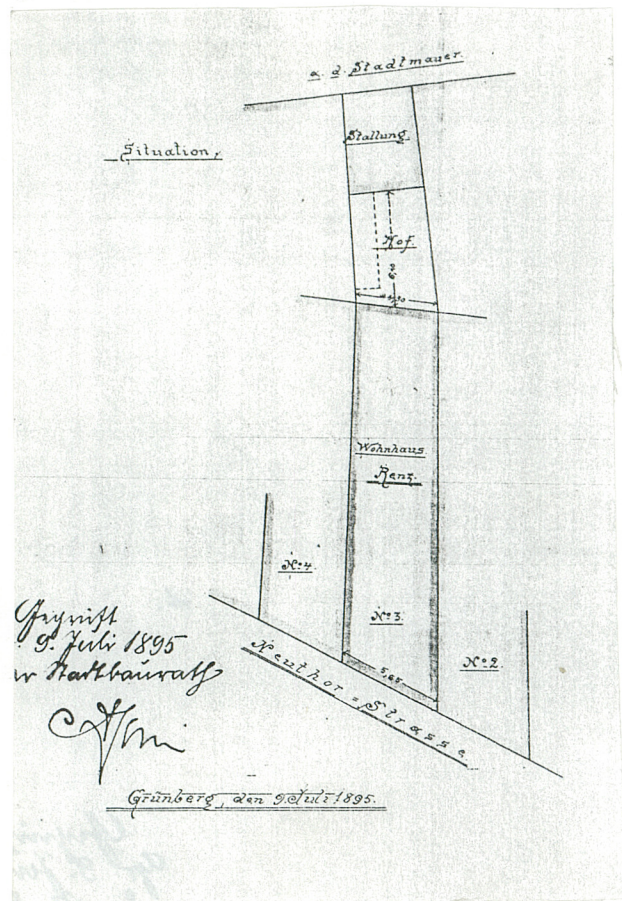 a. d. Stadtmauer.
Situation,
Stallung
Hof.
Wohnhaus
Renz.
No 4.
No 3.
No 2.
5,65
Neuthor-Strasse
Geprüft
9. Juli 1895
Stadtbaurath
Grünberg, den 9. Juli 1895.